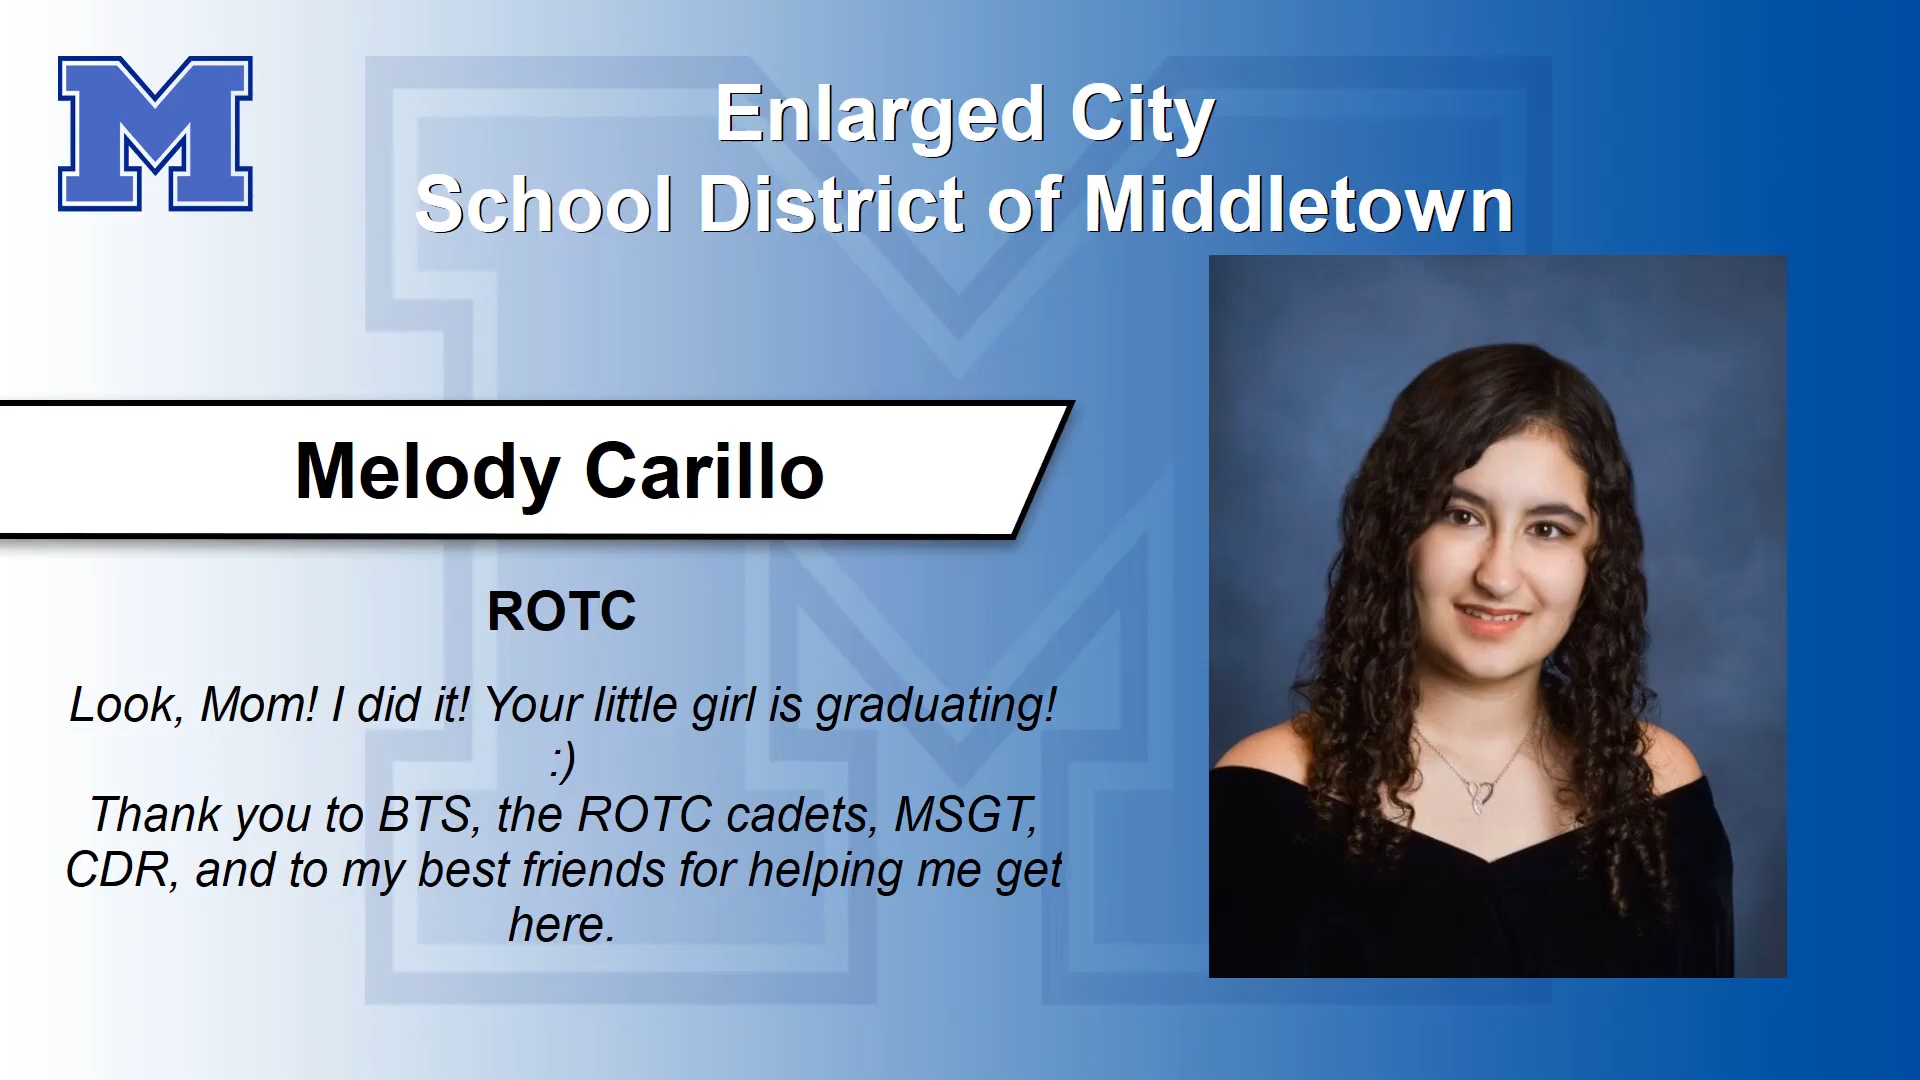 M
Enlarged City
School District of Middletown
Melody Carillo
ROTC
Look, Mom! I did it! Your little girl is graduating!
:)
Thank you to BTS, the ROTC cadets, MSGT,
CDR, and to my best friends for helping me get
here.